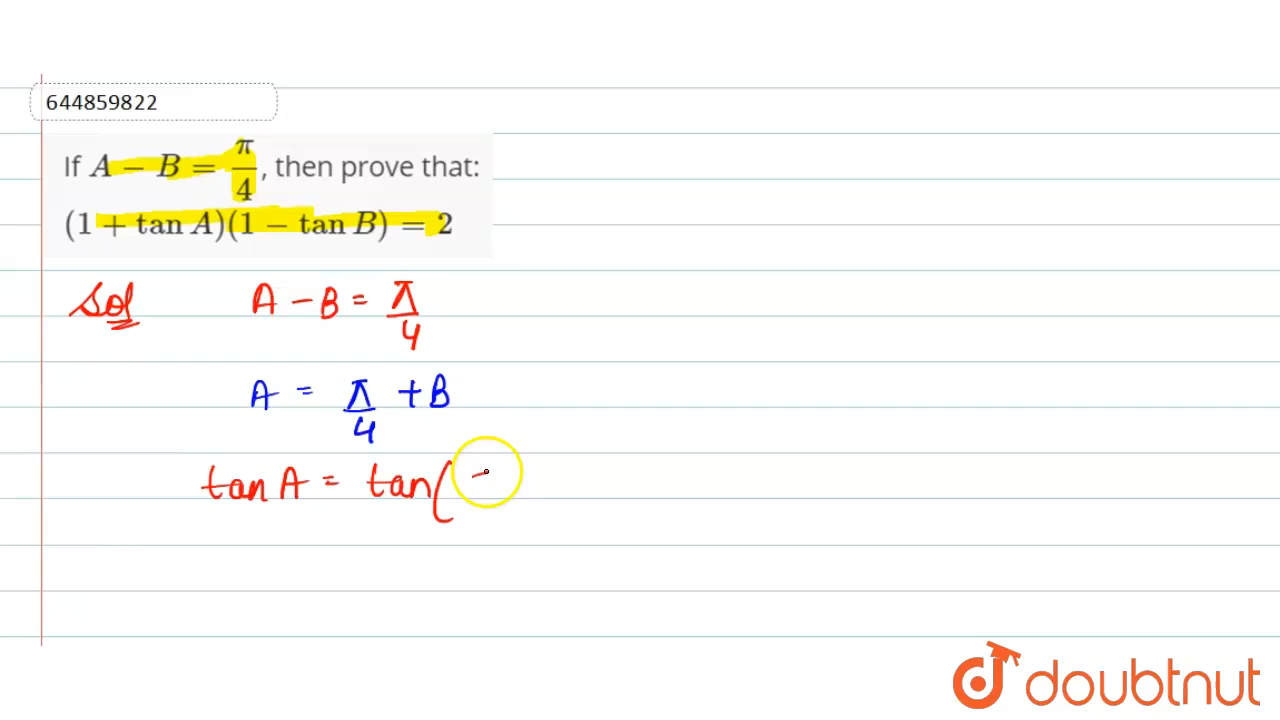 644859822
If A − B = π/4, then prove that:
(1 + tan A)(1 − tan B) = 2
Sol A − B = π/4
A = π/4 + B
tan A = tan(
doubtnut